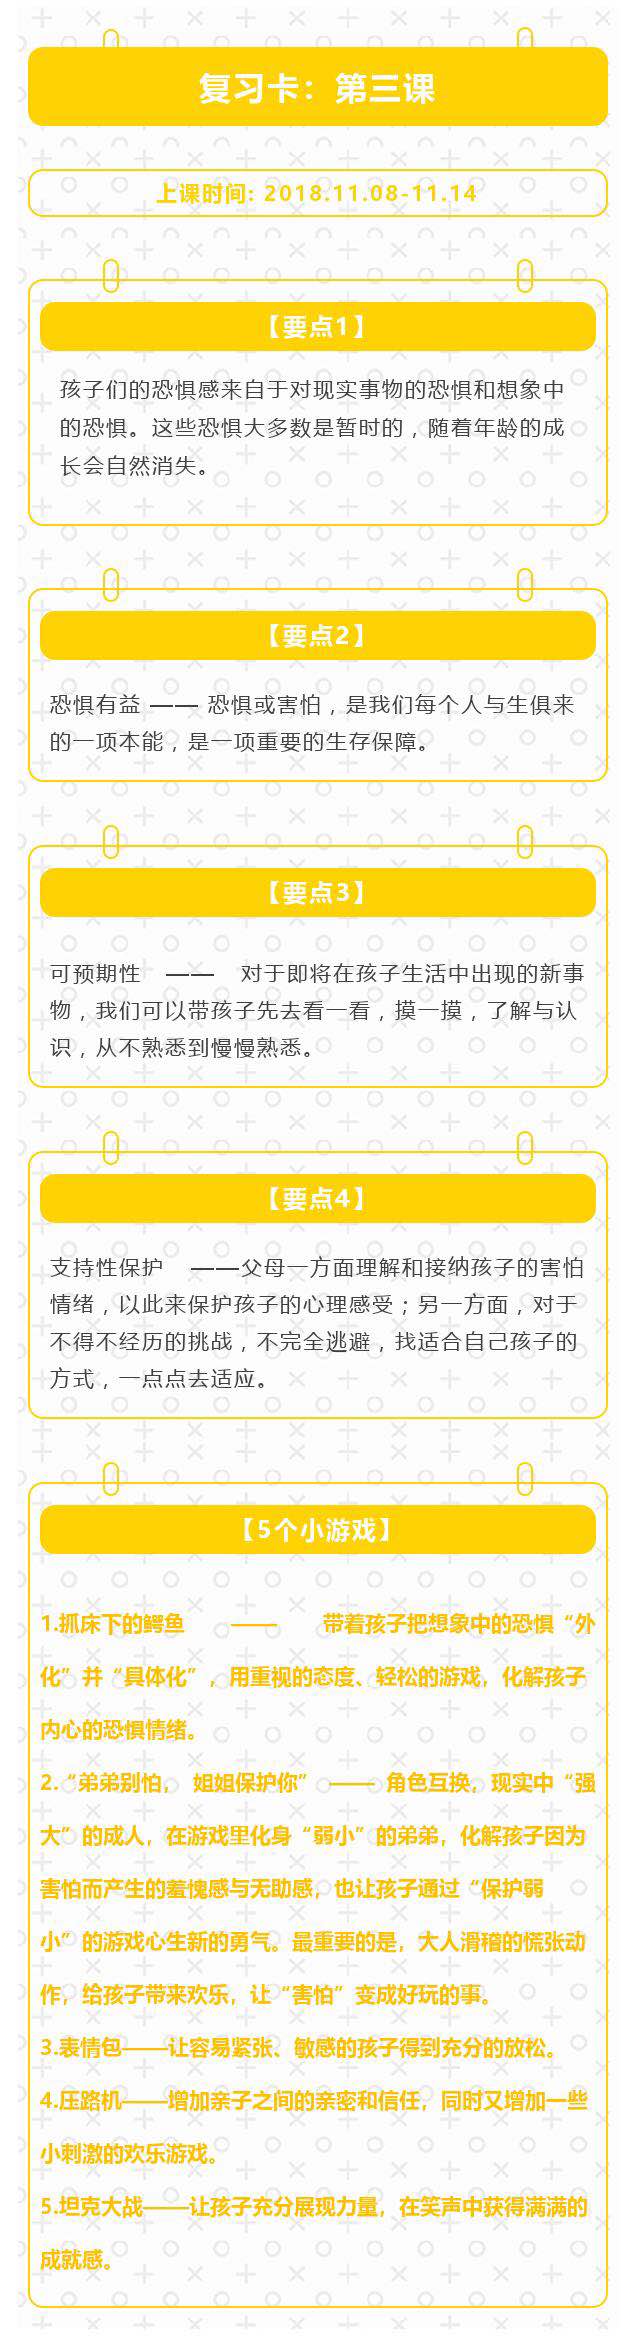 复习卡：第三课
上课时间: 2018.11.08-11.14
【要点1】
孩子们的恐惧感来自于对现实事物的恐惧和想象中
的恐惧。这些恐惧大多数是暂时的，随着年龄的成
长会自然消失。
【要点2】
恐惧有益 —— 恐惧或害怕，是我们每个人与生俱来
的一项本能，是一项重要的生存保障。
【要点3】
可预期性 —— 对于即将在孩子生活中出现的新事
物，我们可以带孩子先去看一看，摸一摸，了解与认
识，从不熟悉到慢慢熟悉。
【要点4】
支持性保护 ——父母一方面理解和接纳孩子的害怕
情绪，以此来保护孩子的心理感受；另一方面，对于
不得不经历的挑战，不完全逃避，找适合自己孩子的
方式，一点点去适应。
【5个小游戏】
1.抓床下的鳄鱼 —— 带着孩子把想象中的恐惧“外
化”并“具体化”，用重视的态度、轻松的游戏，化解孩子
内心的恐惧情绪。
2.“弟弟别怕， 姐姐保护你” —— 角色互换，现实中“强
大”的成人，在游戏里化身“弱小”的弟弟，化解孩子因为
害怕而产生的羞愧感与无助感，也让孩子通过“保护弱
小”的游戏心生新的勇气。最重要的是，大人滑稽的慌张动
作，给孩子带来欢乐，让“害怕”变成好玩的事。
3.表情包——让容易紧张、敏感的孩子得到充分的放松。
4.压路机——增加亲子之间的亲密和信任，同时又增加一些
小刺激的欢乐游戏。
5.坦克大战——让孩子充分展现力量，在笑声中获得满满的
成就感。